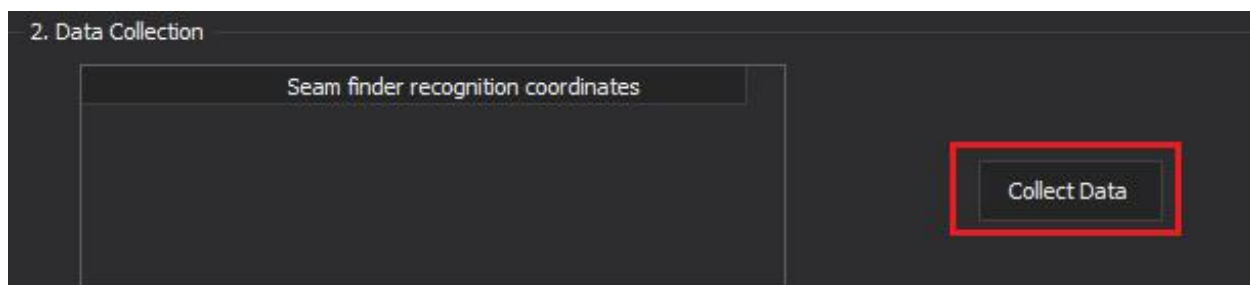 2. Data Collection
Seam finder recognition coordinates
Collect Data